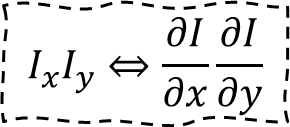 I_x I_y ⇔ ∂I/∂x ∂I/∂y